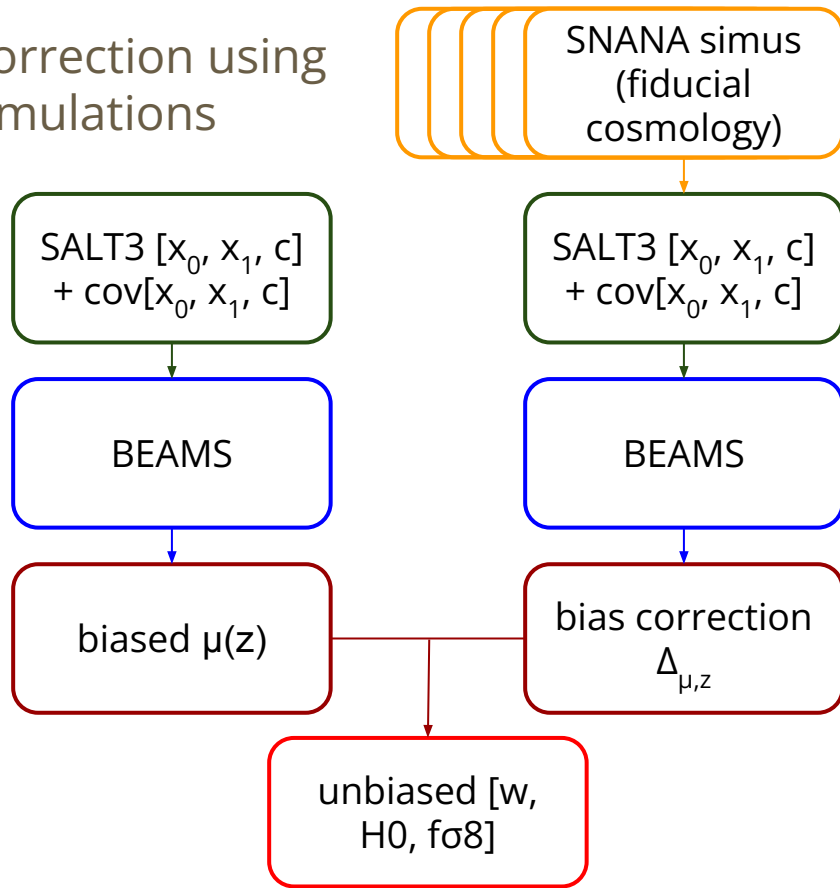 orrection using
mulations
SNANA simus
(fiducial
cosmology)
SALT3 [x₀, x₁, c]
+ cov[x₀, x₁, c]
SALT3 [x₀, x₁, c]
+ cov[x₀, x₁, c]
BEAMS
BEAMS
biased μ(z)
bias correction
Δμ,z
unbiased [w,
H0, fσ8]